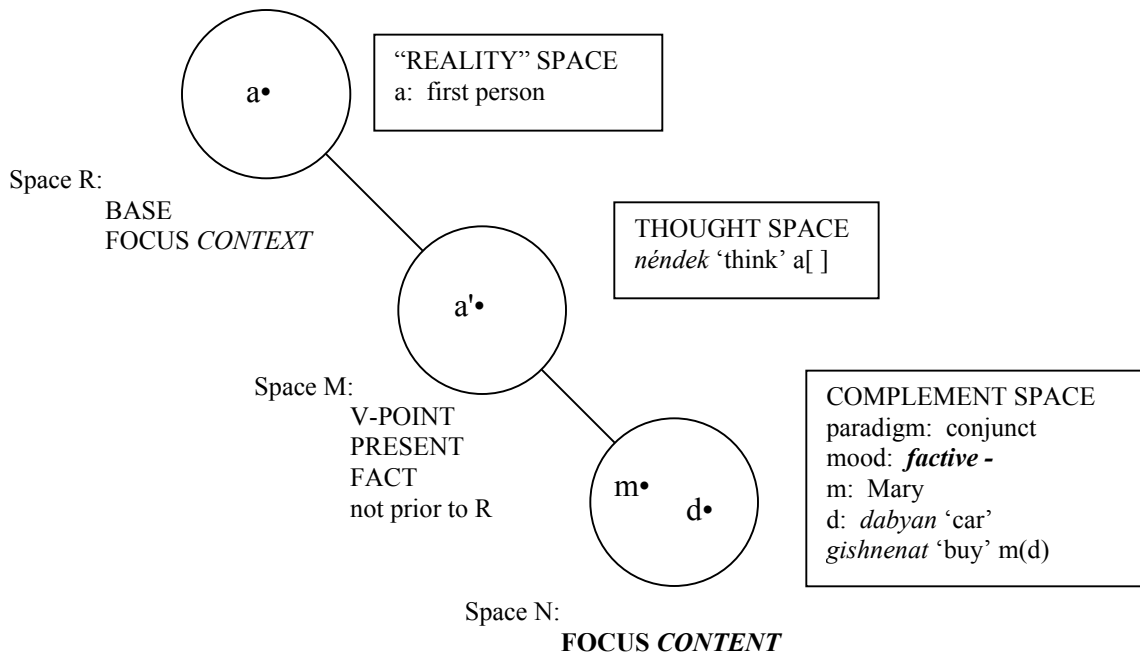 a•
“REALITY” SPACE
a: first person
Space R:
BASE
FOCUS CONTEXT
THOUGHT SPACE
néndek ‘think’ a[ ]
a'•
Space M:
V-POINT
PRESENT
FACT
not prior to R
COMPLEMENT SPACE
paradigm: conjunct
mood: factive -
m: Mary
d: dabyan ‘car’
gishnenat ‘buy’ m(d)
m•
d•
Space N:
FOCUS CONTENT